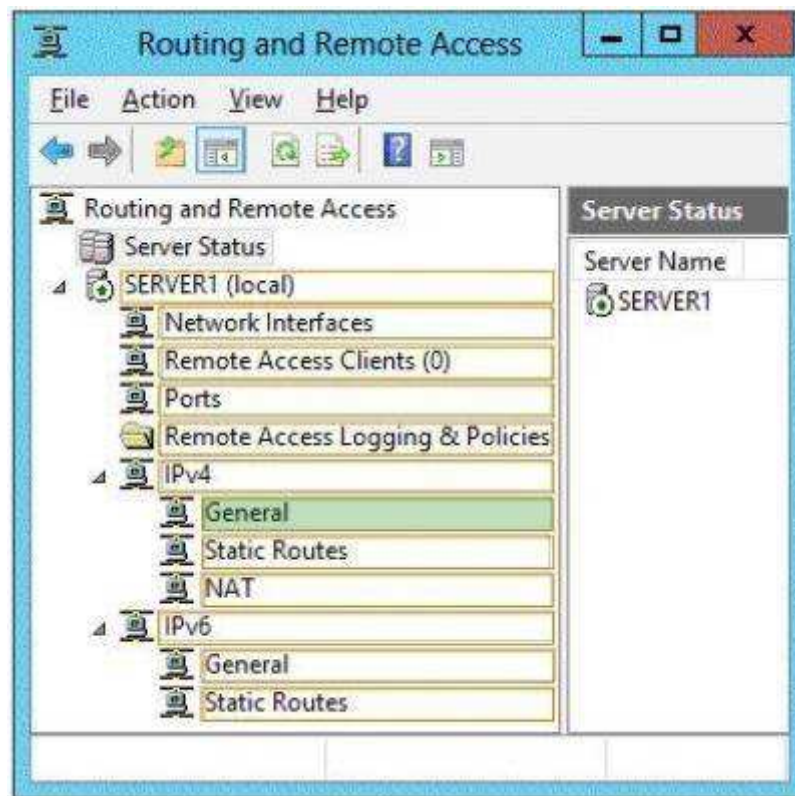 Routing and Remote Access
File Action View Help
Routing and Remote Access
Server Status
SERVER1 (local)
Network Interfaces
Remote Access Clients (0)
Ports
Remote Access Logging & Policies
IPv4
General
Static Routes
NAT
IPv6
General
Static Routes
Server Status
Server Name
SERVER1